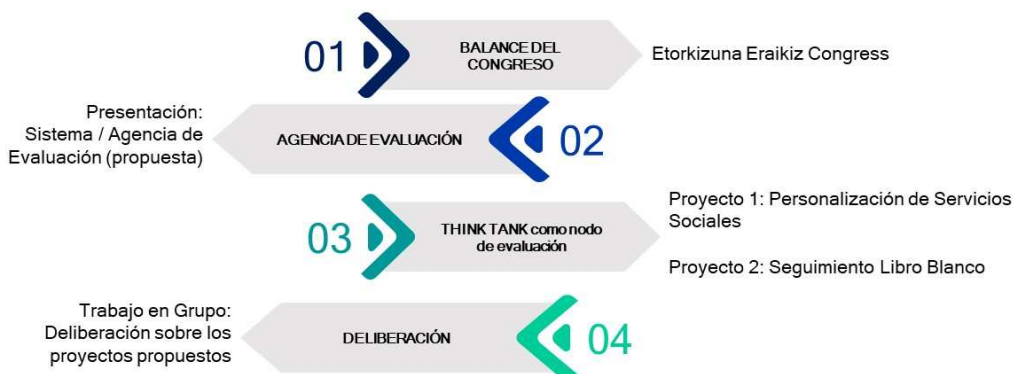 01
BALANCE DEL
CONGRESO
Etorkizuna Eraikiz Congress
Presentación:
Sistema / Agencia de
Evaluación (propuesta)
AGENCIA DE EVALUACIÓN
02
03
THINK TANK como nodo
de evaluación
Proyecto 1: Personalización de Servicios
Sociales
Proyecto 2: Seguimiento Libro Blanco
Trabajo en Grupo:
Deliberación sobre los
proyectos propuestos
DELIBERACIÓN
04